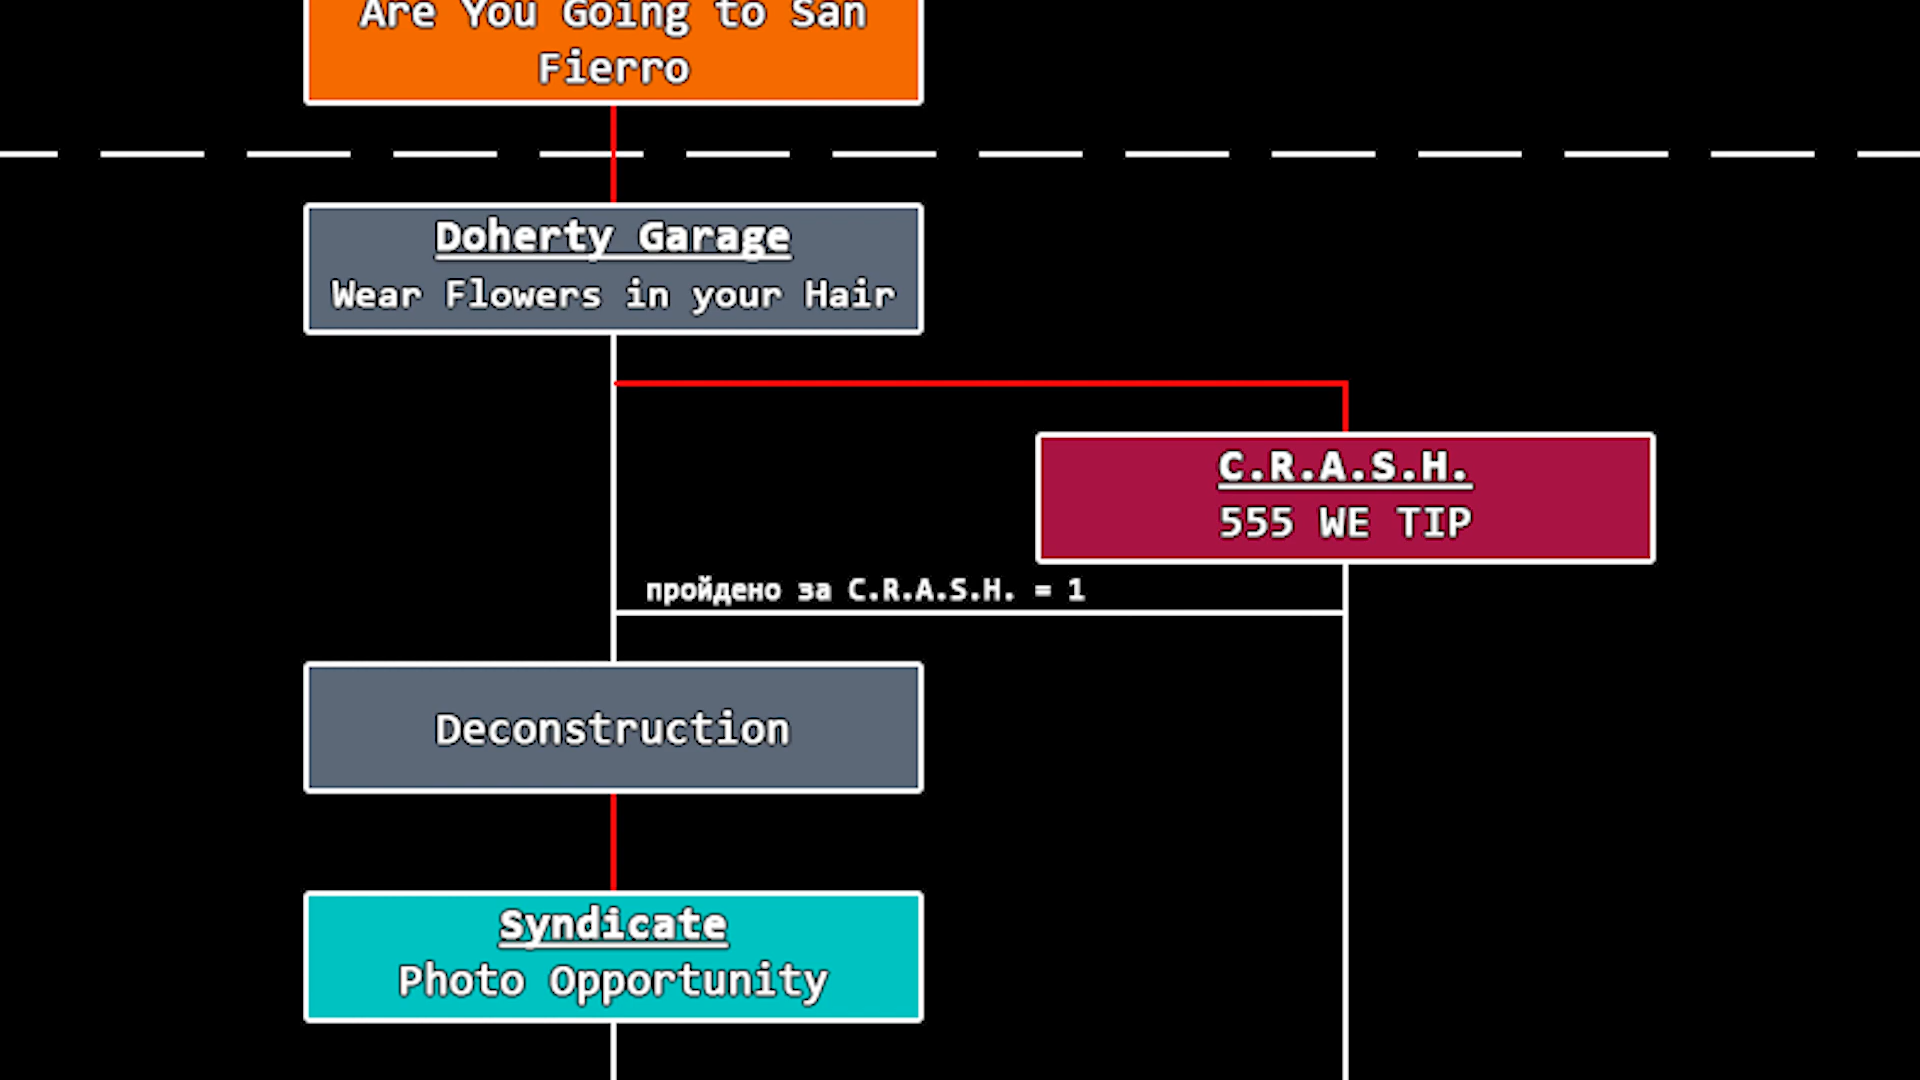 Are You Going to San
Fierro
Doherty Garage
Wear Flowers in your Hair
C.R.A.S.H.
555 WE TIP
пройдено за C.R.A.S.H. = 1
Deconstruction
Syndicate
Photo Opportunity